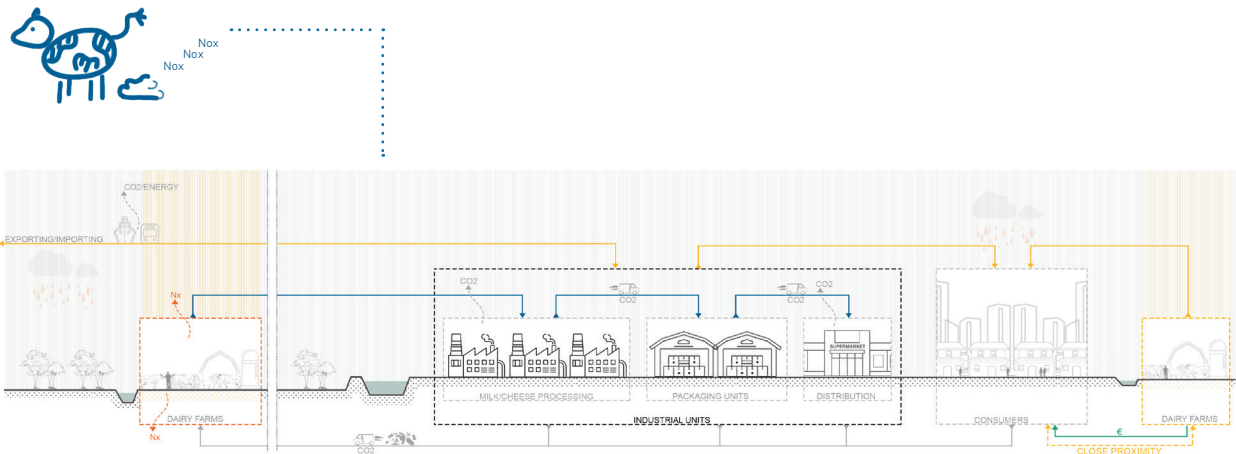 Nox
Nox
Nox
CO2/ENERGY
EXPORTING/IMPORTING
Nx
CO2
CO2
CO2
CO2
SUPERMARKET
MILK/CHEESE PROCESSING
PACKAGING UNITS
DISTRIBUTION
DAIRY FARMS
INDUSTRIAL UNITS
CONSUMERS
DAIRY FARMS
Nx
CO2
€
CLOSE PROXIMITY